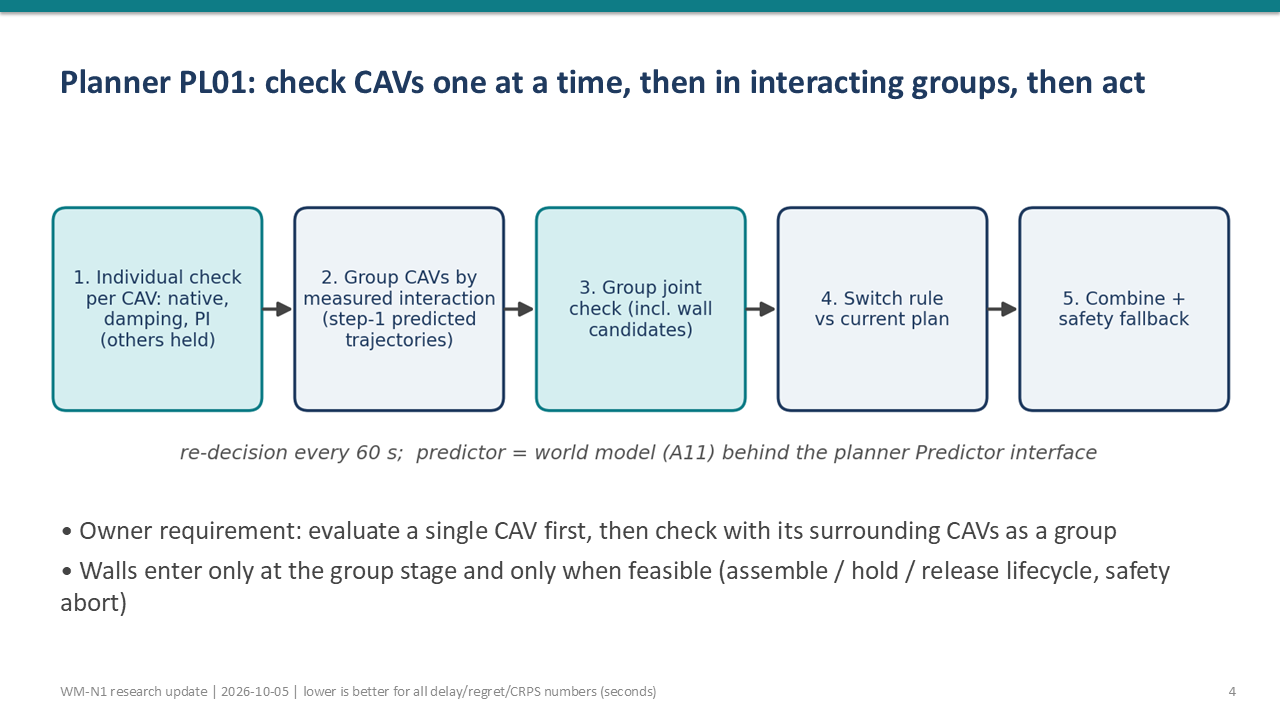 Planner PL01: check CAVs one at a time, then in interacting groups, then act
1. Individual check
per CAV: native,
damping, PI
(others held)
2. Group CAVs by
measured interaction
(step-1 predicted
trajectories)
3. Group joint
check (incl. wall
candidates)
4. Switch rule
vs current plan
5. Combine +
safety fallback
re-decision every 60 s;  predictor = world model (A11) behind the planner Predictor interface
• Owner requirement: evaluate a single CAV first, then check with its surrounding CAVs as a group
• Walls enter only at the group stage and only when feasible (assemble / hold / release lifecycle, safety
abort)
WM-N1 research update | 2026-10-05 | lower is better for all delay/regret/CRPS numbers (seconds)
4